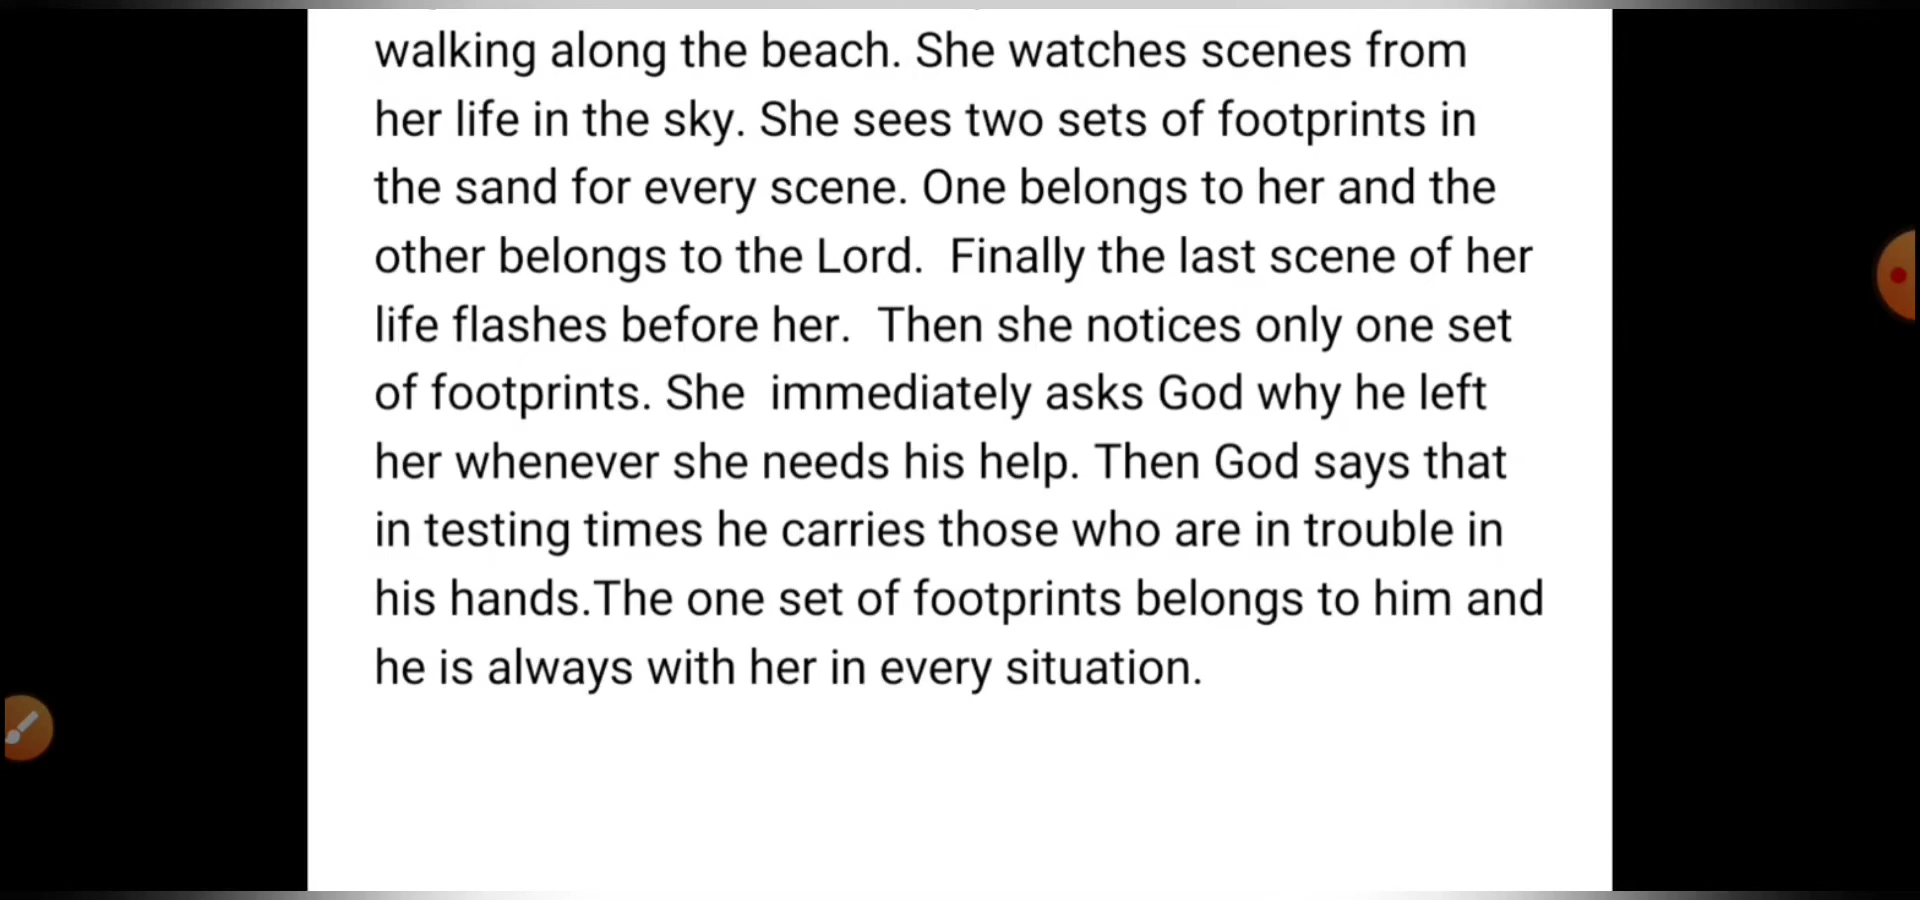 walking along the beach. She watches scenes from
her life in the sky. She sees two sets of footprints in
the sand for every scene. One belongs to her and the
other belongs to the Lord.  Finally the last scene of her
life flashes before her.  Then she notices only one set
of footprints. She  immediately asks God why he left
her whenever she needs his help. Then God says that
in testing times he carries those who are in trouble in
his hands.The one set of footprints belongs to him and
he is always with her in every situation.